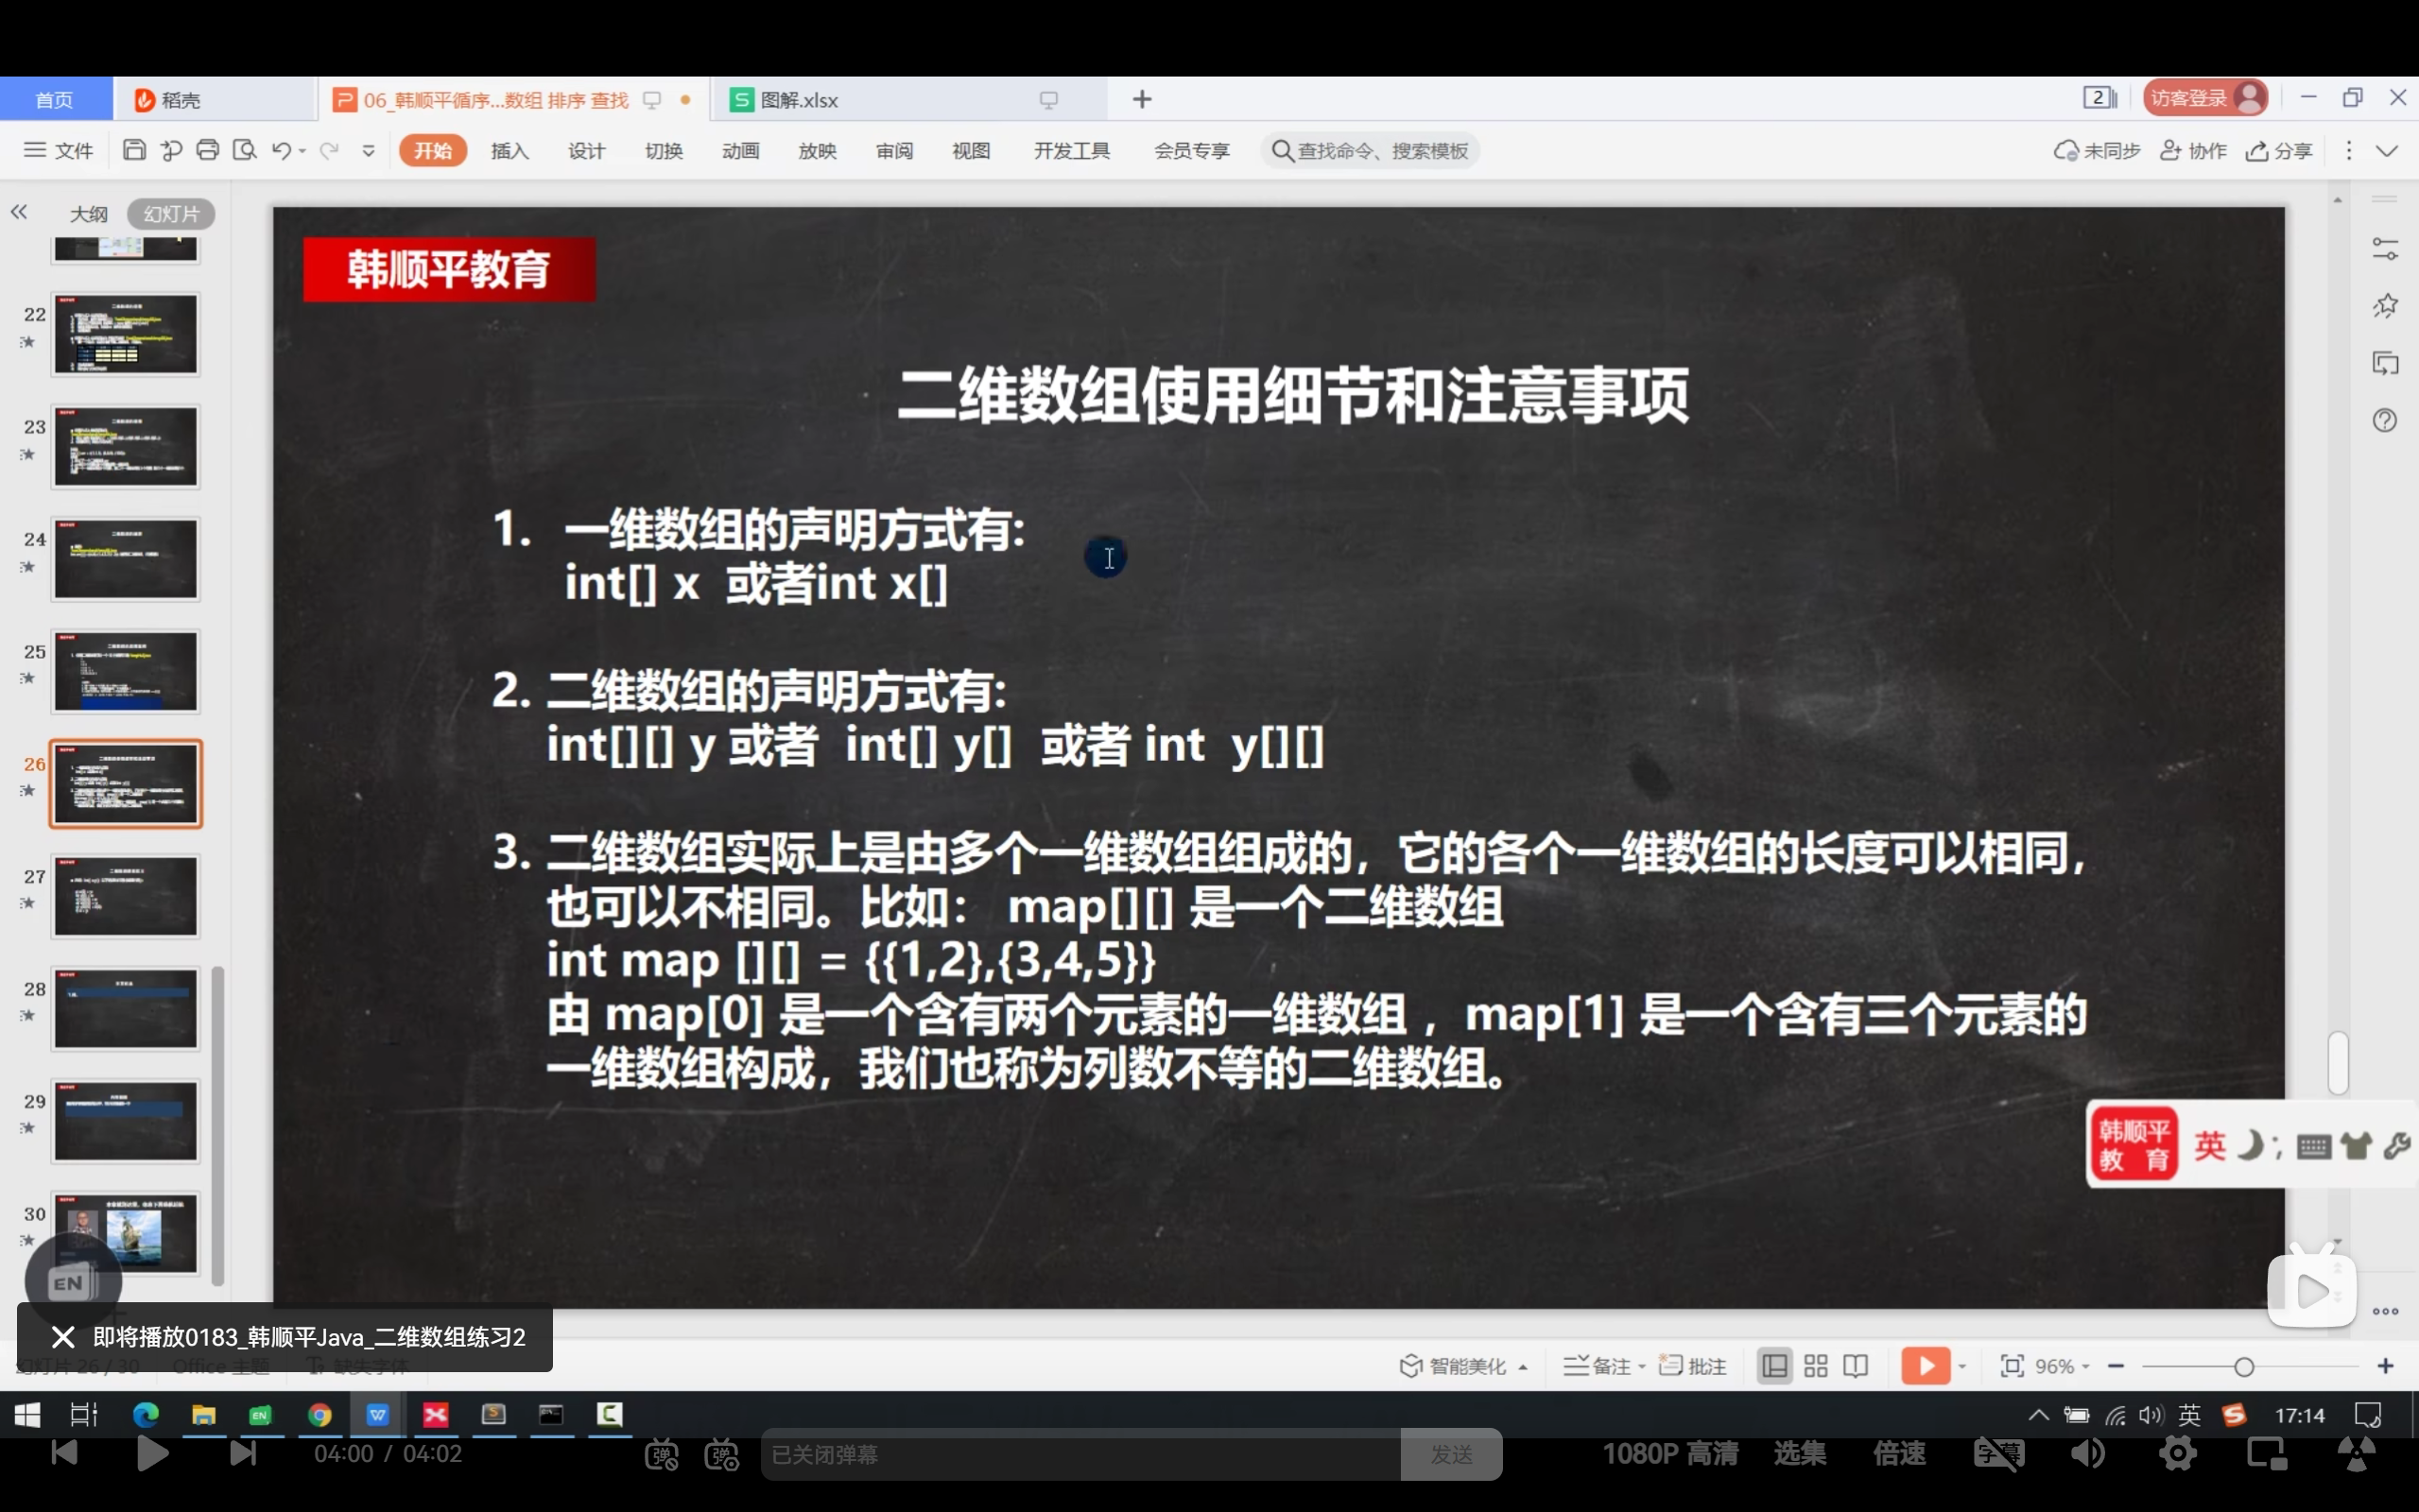 首页
稻壳
06_韩顺平循序...数组 排序 查找
图解.xlsx
2
访客登录
文件
开始
插入
设计
切换
动画
放映
审阅
视图
开发工具
会员专享
查找命令、搜索模板
未同步
协作
分享
大纲
幻灯片
22
23
24
25
26
27
28
29
30
韩顺平教育
二维数组使用细节和注意事项
1. 一维数组的声明方式有:
int[] x 或者int x[]
2. 二维数组的声明方式有:
int[][] y 或者 int[] y[] 或者 int y[][]
3. 二维数组实际上是由多个一维数组组成的，它的各个一维数组的长度可以相同，
也可以不相同。比如： map[][] 是一个二维数组
int map [][] = {{1,2},{3,4,5}}
由 map[0] 是一个含有两个元素的一维数组 ，map[1] 是一个含有三个元素的
一维数组构成，我们也称为列数不等的二维数组。
韩顺平
教 育
英
EN
即将播放0183_韩顺平Java_二维数组练习2
幻灯片 26 / 30
Office 主题
缺失字体
智能美化
备注
批注
96%
英
17:14
04:00 / 04:02
已关闭弹幕
发送
1080P 高清
选集
倍速
字幕